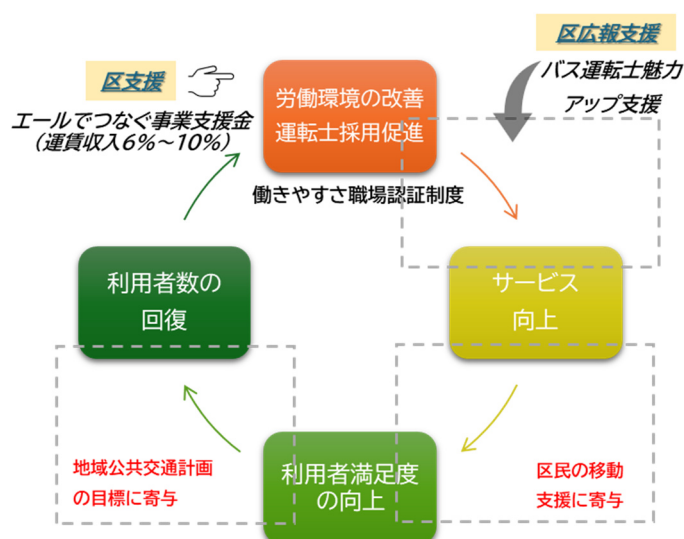 区広報支援
バス運転士魅力
アップ支援
区支援
エールでつなぐ事業支援金
（運賃収入6%～10%）
労働環境の改善
運転士採用促進
働きやすさ職場認証制度
利用者数の
回復
サービス
向上
地域公共交通計画
の目標に寄与
利用者満足度
の向上
区民の移動
支援に寄与